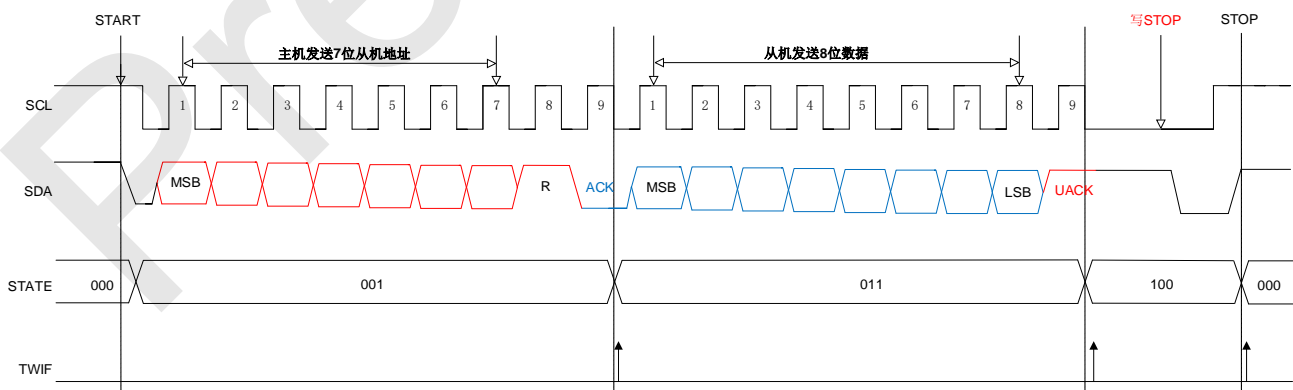 START 写STOP STOP
主机发送7位从机地址 从机发送8位数据
SCL 1 2 3 4 5 6 7 8 9 1 2 3 4 5 6 7 8 9
SDA MSB R ACK MSB LSB UACK
STATE 000 001 011 100 000
TWIF
Pre